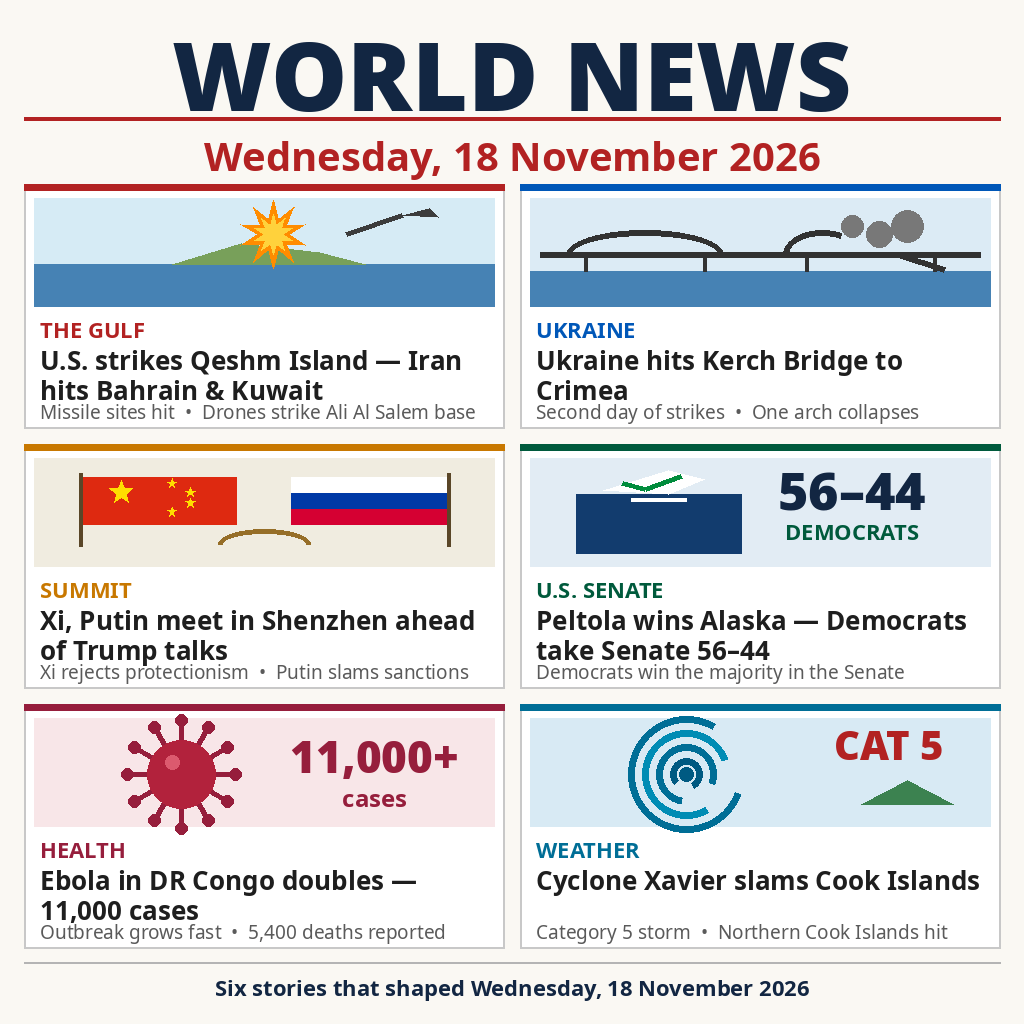 WORLD NEWS
Wednesday, 18 November 2026
THE GULF
U.S. strikes Qeshm Island — Iran
hits Bahrain & Kuwait
Missile sites hit • Drones strike Ali Al Salem base
UKRAINE
Ukraine hits Kerch Bridge to
Crimea
Second day of strikes • One arch collapses
SUMMIT
Xi, Putin meet in Shenzhen ahead
of Trump talks
Xi rejects protectionism • Putin slams sanctions
56–44
DEMOCRATS
U.S. SENATE
Peltola wins Alaska — Democrats
take Senate 56–44
Democrats win the majority in the Senate
11,000+
cases
HEALTH
Ebola in DR Congo doubles —
11,000 cases
Outbreak grows fast • 5,400 deaths reported
CAT 5
WEATHER
Cyclone Xavier slams Cook Islands
Category 5 storm • Northern Cook Islands hit
Six stories that shaped Wednesday, 18 November 2026